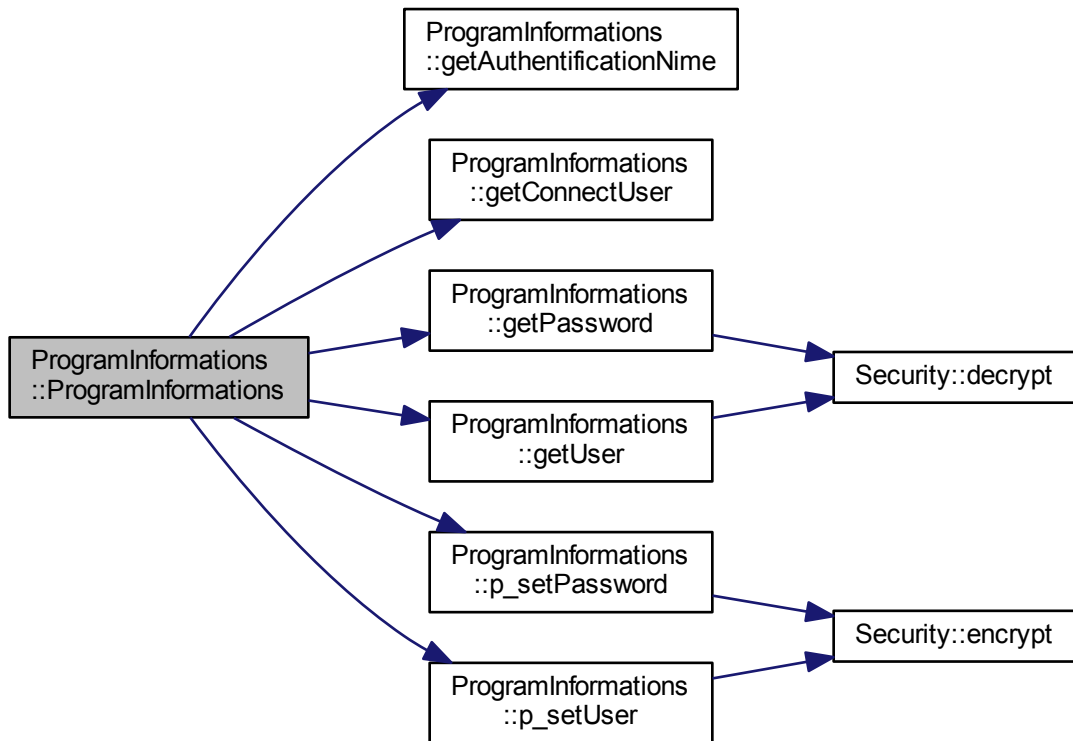 ProgramInformations
::getAuthentificationNime
ProgramInformations
::getConnectUser
ProgramInformations
::getPassword
ProgramInformations
::ProgramInformations
Security::decrypt
ProgramInformations
::getUser
ProgramInformations
::p_setPassword
Security::encrypt
ProgramInformations
::p_setUser